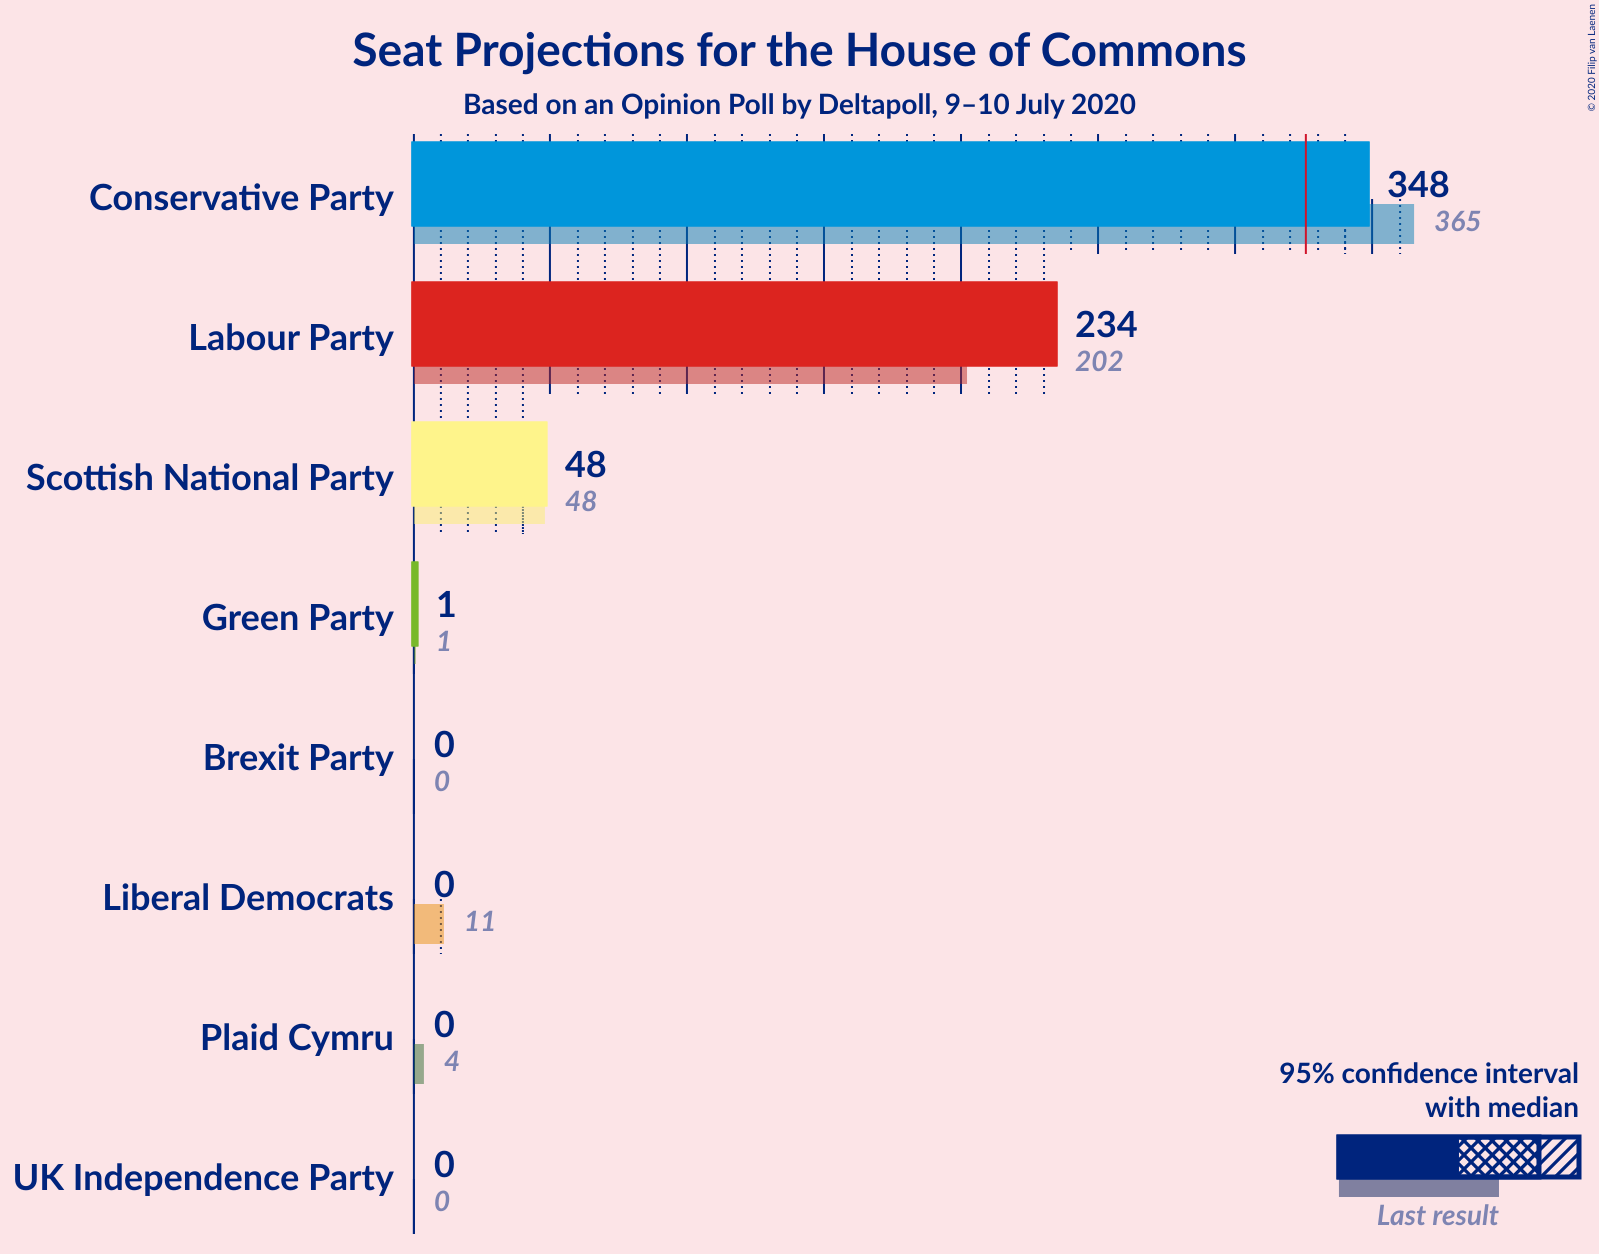 Seat Projections for the House of Commons
Based on an Opinion Poll by Deltapoll, 9–10 July 2020
© 2020 Filip van Laenen
Conservative Party
348
365
Labour Party
234
202
Scottish National Party
48
48
Green Party
1
1
Brexit Party
0
0
Liberal Democrats
0
11
Plaid Cymru
0
4
UK Independence Party
0
0
95% confidence interval
with median
Last result